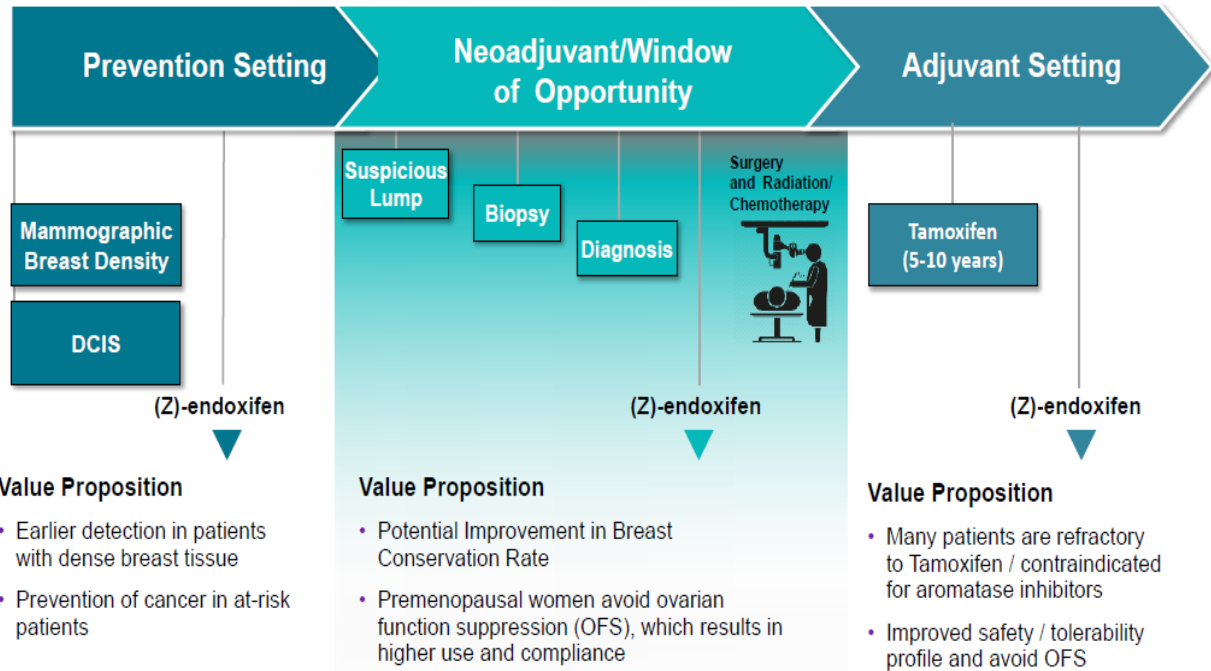 Prevention Setting
Neoadjuvant/Window
of Opportunity
Adjuvant Setting
Mammographic
Breast Density
DCIS
(Z)-endoxifen
Value Proposition
• Earlier detection in patients
with dense breast tissue
• Prevention of cancer in at-risk
patients
Suspicious
Lump
Biopsy
Diagnosis
Surgery
and Radiation/
Chemotherapy
(Z)-endoxifen
Value Proposition
• Potential Improvement in Breast
Conservation Rate
• Premenopausal women avoid ovarian
function suppression (OFS), which results in
higher use and compliance
Tamoxifen
(5-10 years)
(Z)-endoxifen
Value Proposition
• Many patients are refractory
to Tamoxifen / contraindicated
for aromatase inhibitors
• Improved safety / tolerability
profile and avoid OFS